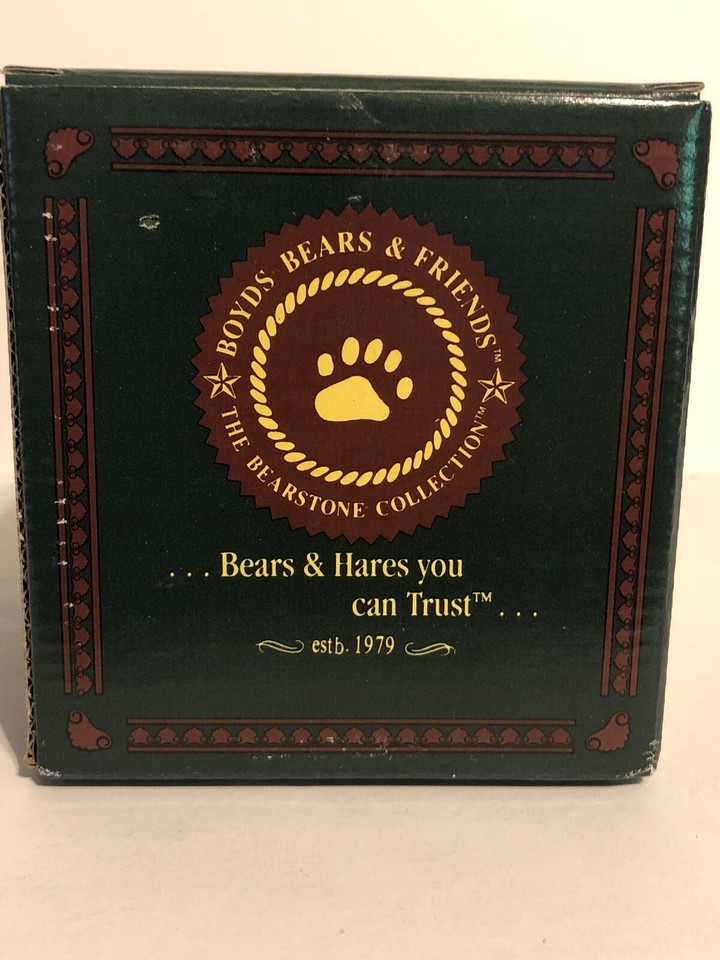 BOYDS BEARS & FRIENDS™
THE BEARSTONE COLLECTION™
. . . Bears & Hares you
can Trust™ . . .
estb. 1979